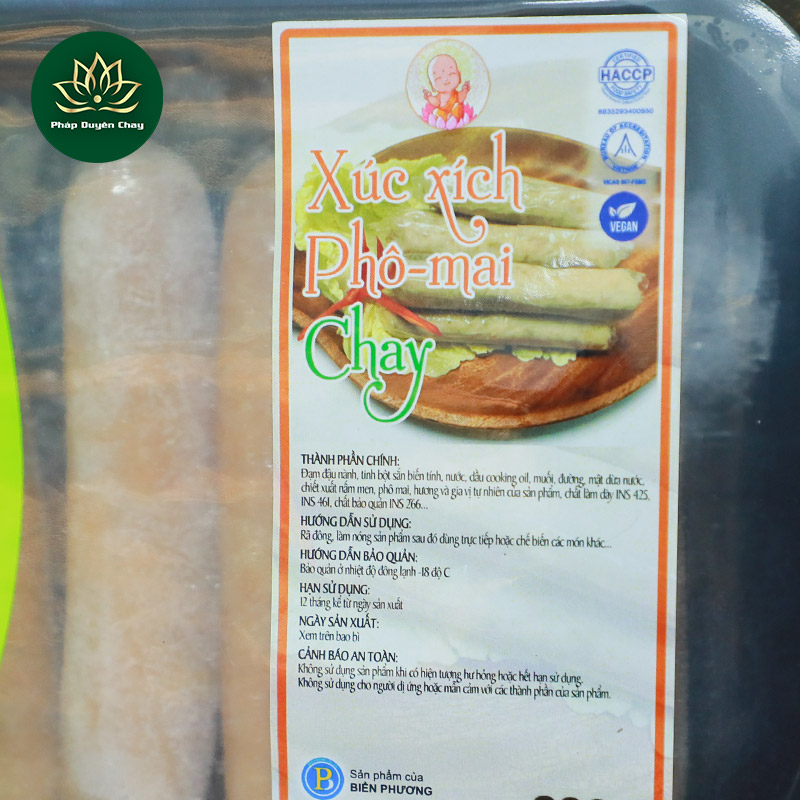 Pháp Duyên Chay
HACCP
VEGAN
Xúc xích
Phô-mai
Chay
THÀNH PHẦN CHÍNH:
Đạm đậu nành, tinh bột sắn biến tính, nước, dầu cooking oil, muối, đường, mật dừa nước,
chiết xuất nấm men, phô mai, hương và gia vị tự nhiên của sản phẩm, chất làm dày INS 425,
INS 461, chất bảo quản INS 266...
HƯỚNG DẪN SỬ DỤNG:
Rã đông, làm nóng sản phẩm sau đó dùng trực tiếp hoặc chế biến các món khác...
HƯỚNG DẪN BẢO QUẢN:
Bảo quản ở nhiệt độ đông lạnh -18 độ C
HẠN SỬ DỤNG:
12 tháng kể từ ngày sản xuất
NGÀY SẢN XUẤT:
Xem trên bao bì
CẢNH BÁO AN TOÀN:
Không sử dụng sản phẩm khi có hiện tượng hư hỏng hoặc hết hạn sử dụng.
Không sử dụng cho người dị ứng hoặc mẫn cảm với các thành phần của sản phẩm.
Sản phẩm của
BIÊN PHƯƠNG